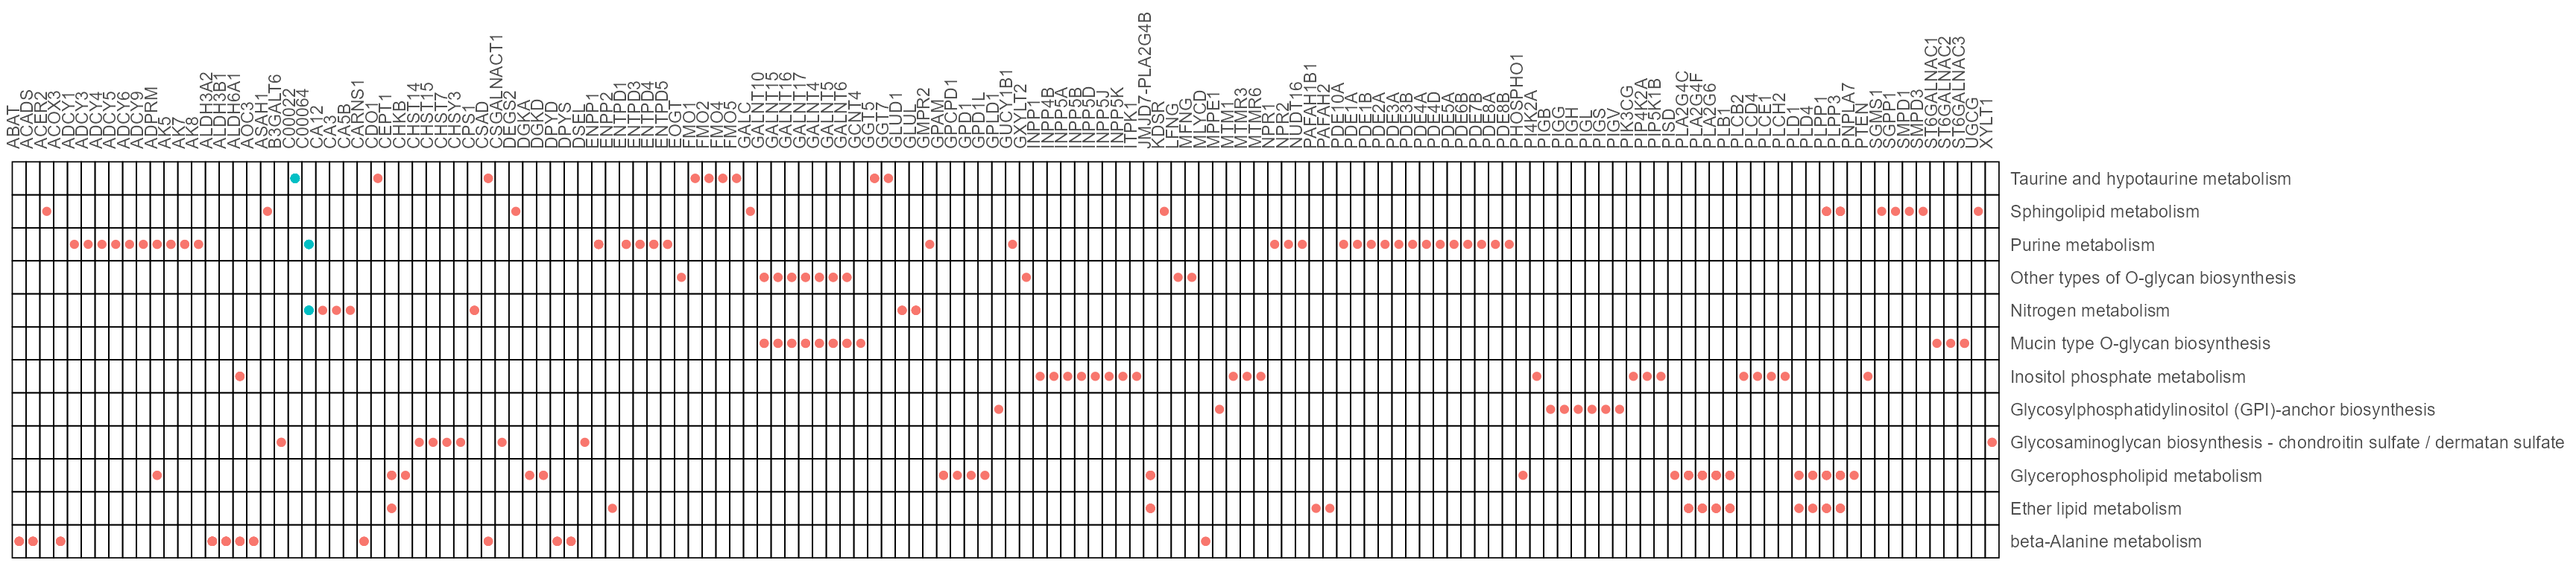 ABAT
ACADS
ACER2
ACOX3
ADCY1
ADCY3
ADCY4
ADCY5
ADCY6
ADCY9
ADPRM
AK5
AK7
AK8
ALDH3A2
ALDH3B1
ALDH6A1
AOC3
ASAH1
B3GALT6
C00022
C00064
CA12
CA3
CA5B
CARNS1
CDO1
CEPT1
CHKB
CHST14
CHST15
CHST7
CHSY3
CPS1
CSAD
CSGALNACT1
DEGS2
DGKA
DGKD
DPYD
DPYS
DSEL
ENPP1
ENPP2
ENTPD1
ENTPD3
ENTPD4
ENTPD5
EOGT
FMO1
FMO2
FMO4
FMO5
GALC
GALNT10
GALNT15
GALNT16
GALNT17
GALNT4
GALNT5
GALNT6
GCNT4
GGT5
GGT7
GLUD1
GLUL
GMPR2
GPAM
GPCPD1
GPD1
GPD1L
GPLD1
GUCY1B1
GXYLT2
INPP1
INPP4B
INPP5A
INPP5B
INPP5D
INPP5J
INPP5K
ITPK1
JMJD7-PLA2G4B
KDSR
LFNG
MFNG
MLYCD
MPPE1
MTM1
MTMR3
MTMR6
NPR1
NPR2
NUDT16
PAFAH1B1
PAFAH2
PDE10A
PDE1A
PDE1B
PDE2A
PDE3A
PDE3B
PDE4A
PDE4D
PDE5A
PDE6B
PDE7B
PDE8A
PDE8B
PHOSPHO1
PI4K2A
PIGB
PIGG
PIGH
PIGL
PIGS
PIGV
PIK3CG
PIP4K2A
PIP5K1B
PISD
PLA2G4C
PLA2G4F
PLA2G6
PLB1
PLCB2
PLCD4
PLCE1
PLCH2
PLD1
PLD4
PLPP1
PLPP3
PNPLA7
PTEN
SGMS1
SGPP1
SMPD1
SMPD3
ST6GALNAC1
ST6GALNAC2
ST6GALNAC3
UGCG
XYLT1
Taurine and hypotaurine metabolism
Sphingolipid metabolism
Purine metabolism
Other types of O-glycan biosynthesis
Nitrogen metabolism
Mucin type O-glycan biosynthesis
Inositol phosphate metabolism
Glycosylphosphatidylinositol (GPI)-anchor biosynthesis
Glycosaminoglycan biosynthesis - chondroitin sulfate / dermatan sulfate
Glycerophospholipid metabolism
Ether lipid metabolism
beta-Alanine metabolism